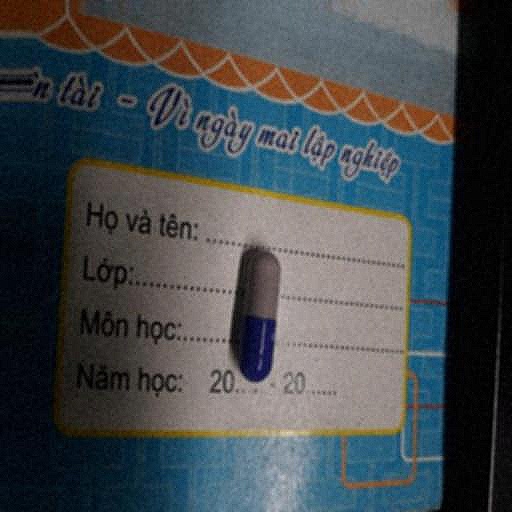 n tài - Vì ngày mai lập nghiệp
Họ và tên: ........................
Lớp:........................
Môn học:........................
Năm học: 20.... - 20.....